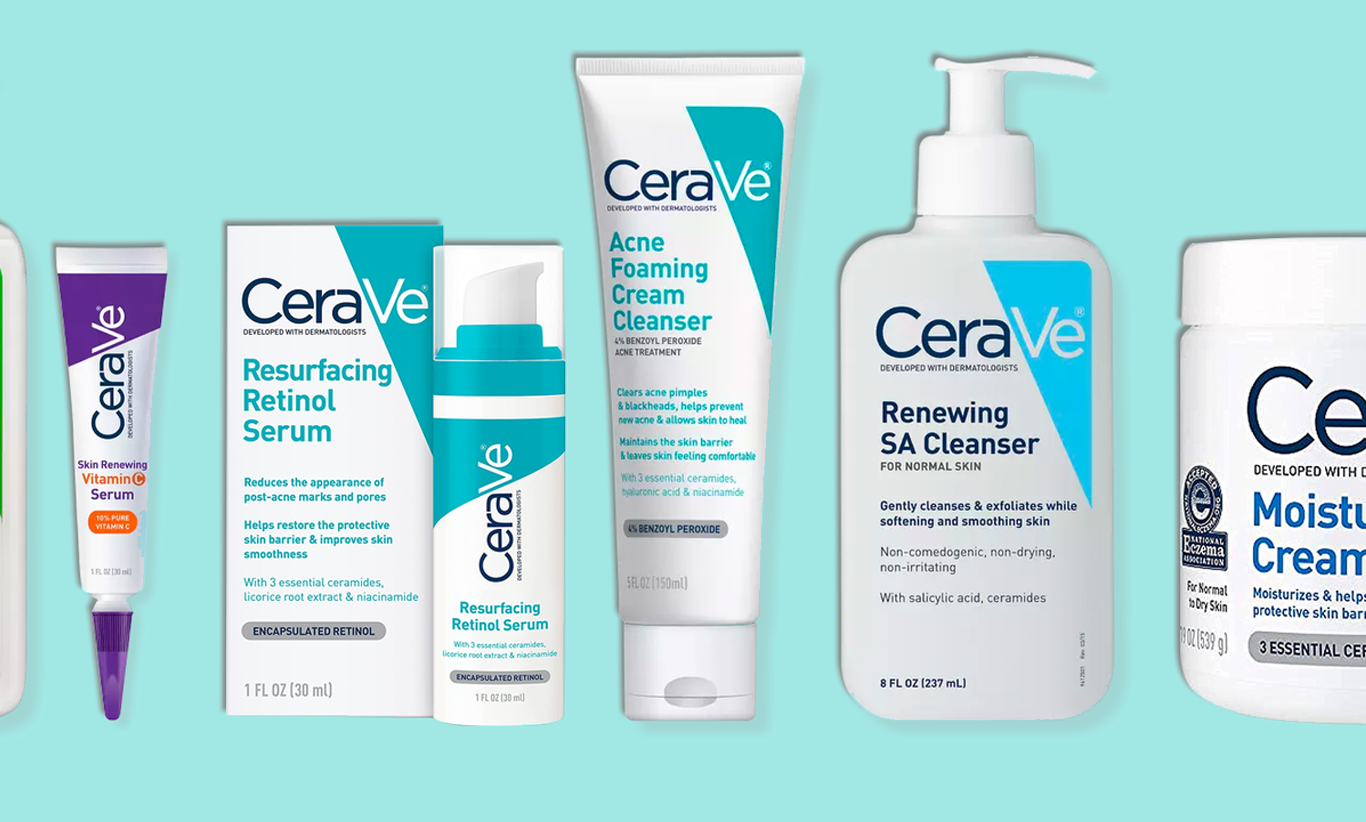 CeraVe®
DEVELOPED WITH DERMATOLOGISTS
Skin Renewing
Vitamin C
Serum
10% PURE
VITAMIN C
1 FL OZ (30 ml)
CeraVe®
DEVELOPED WITH DERMATOLOGISTS
Resurfacing
Retinol
Serum
Reduces the appearance of
post-acne marks and pores
Helps restore the protective
skin barrier & improves skin
smoothness
With 3 essential ceramides,
licorice root extract & niacinamide
ENCAPSULATED RETINOL
1 FL OZ (30 ml)
CeraVe®
DEVELOPED WITH DERMATOLOGISTS
Resurfacing
Retinol Serum
With 3 essential ceramides,
licorice root extract & niacinamide
ENCAPSULATED RETINOL
1 FL OZ (30 ml)
CeraVe®
DEVELOPED WITH DERMATOLOGISTS
Acne
Foaming
Cream
Cleanser
4% BENZOYL PEROXIDE
ACNE TREATMENT
Clears acne pimples
& blackheads, helps prevent
new acne & allows skin to heal
Maintains the skin barrier
& leaves skin feeling comfortable
With 3 essential ceramides,
hyaluronic acid & niacinamide
4% BENZOYL PEROXIDE
5 FL OZ (150ml)
CeraVe®
DEVELOPED WITH DERMATOLOGISTS
Renewing
SA Cleanser
FOR NORMAL SKIN
Gently cleanses & exfoliates while
softening and smoothing skin
Non-comedogenic, non-drying,
non-irritating
With salicylic acid, ceramides
8 FL OZ (237 mL)
Ce
DEVELOPED WITH D
Moistu
Cream
ACCEPTED
NATIONAL
Eczema
ASSOCIATION
For Normal
to Dry Skin
Moisturizes & helps
protective skin barr
19 OZ (539 g)
3 ESSENTIAL CER